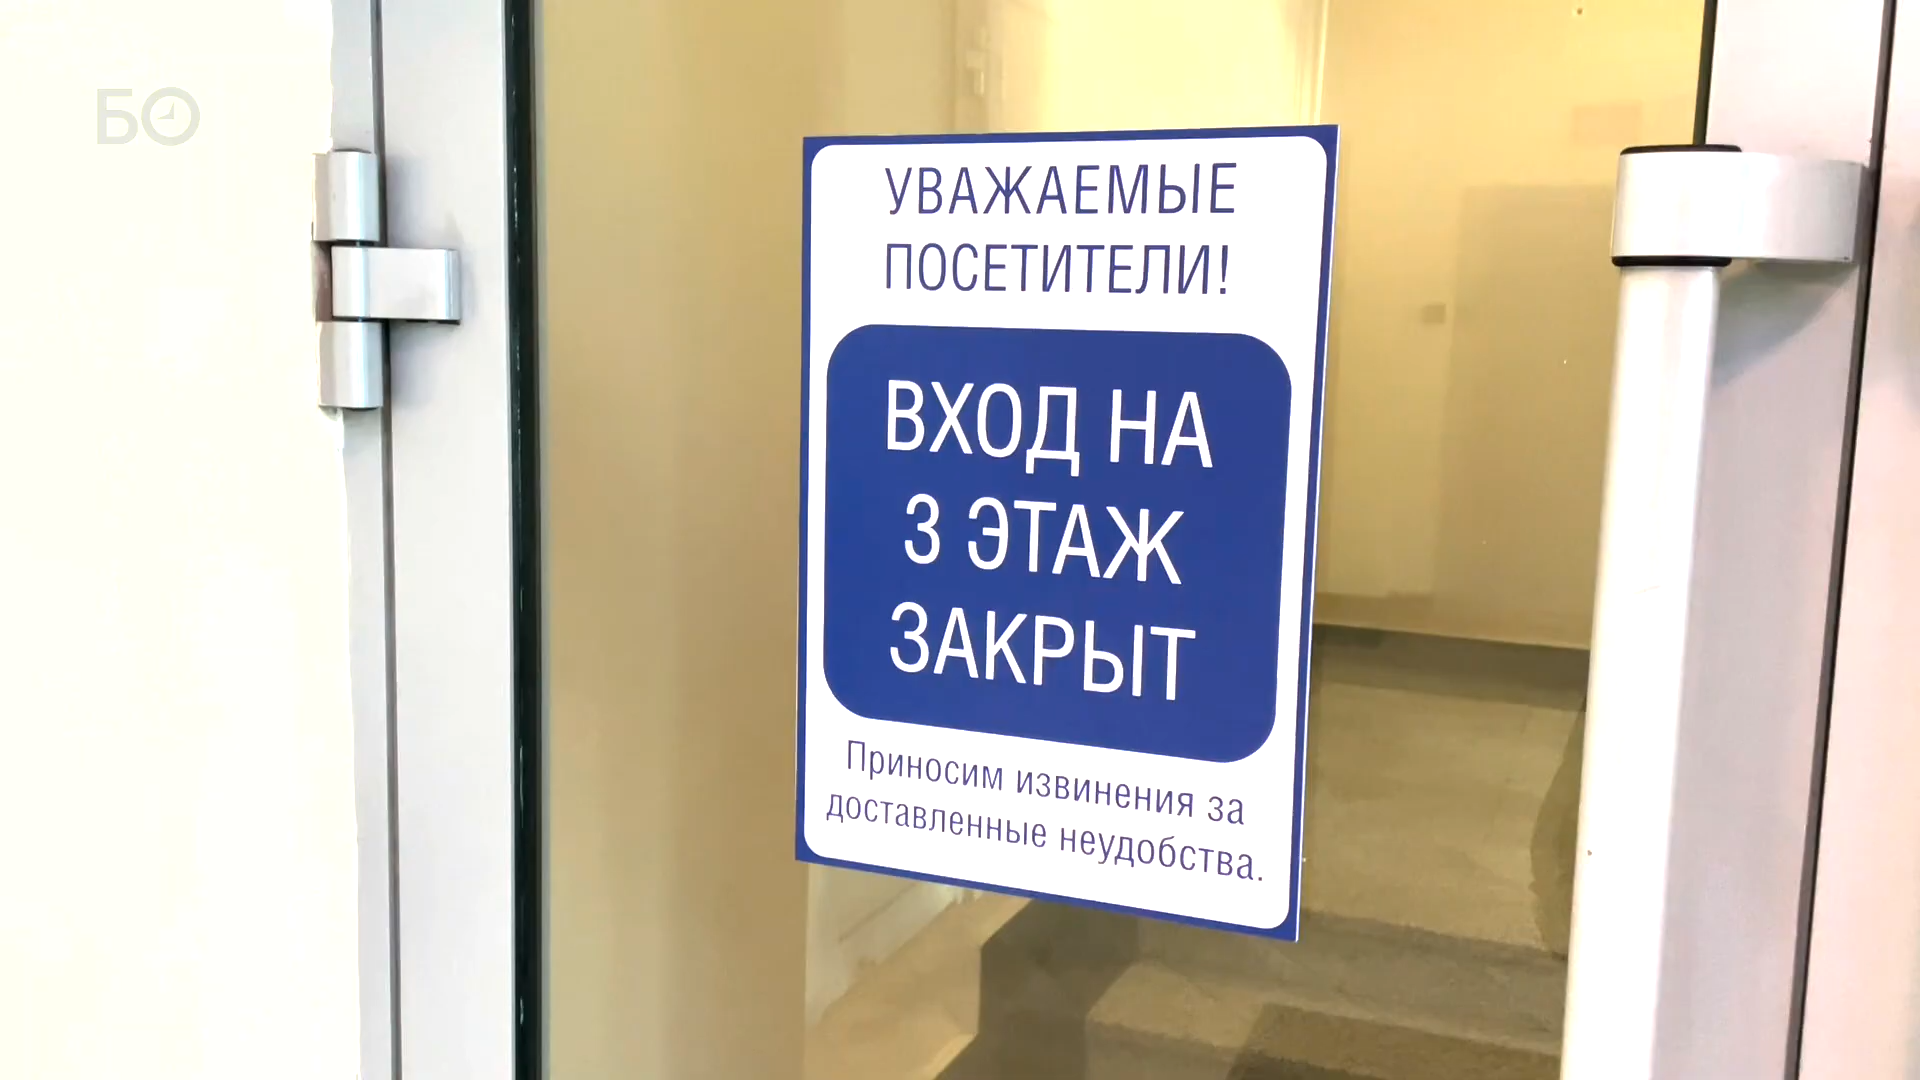 БО
УВАЖАЕМЫЕ
ПОСЕТИТЕЛИ!
ВХОД НА
3 ЭТАЖ
ЗАКРЫТ
Приносим извинения за
доставленные неудобства.